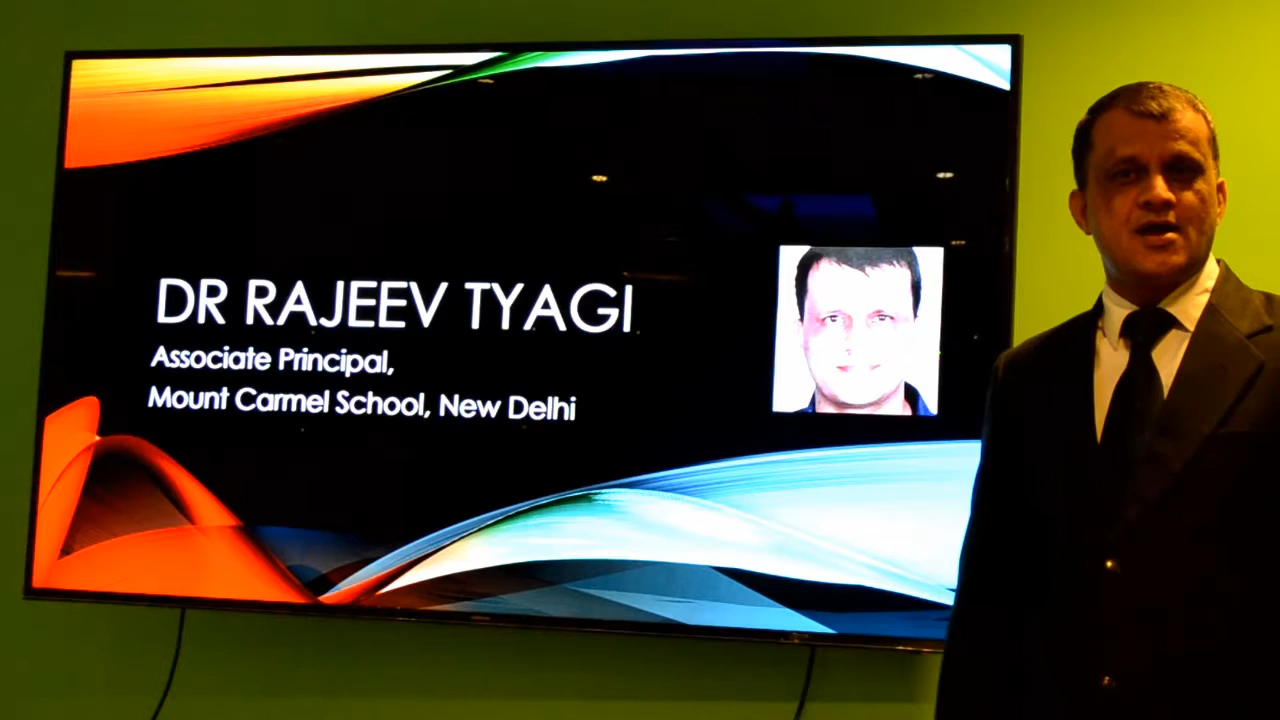 DR RAJEEV TYAGI
Associate Principal,
Mount Carmel School, New Delhi